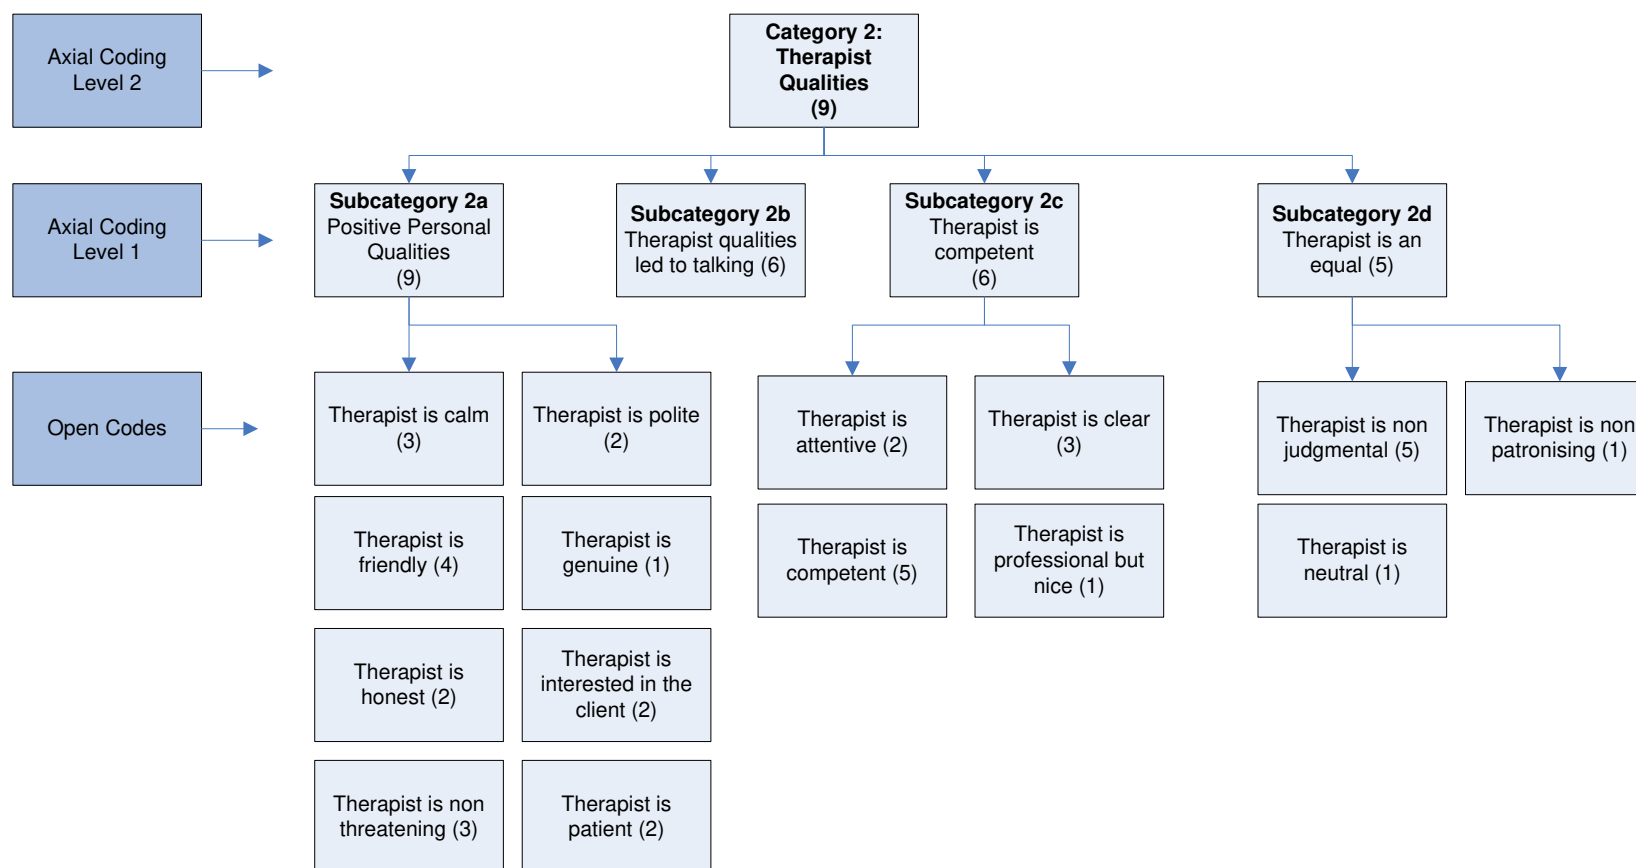 Axial Coding
Level 2
Category 2:
Therapist
Qualities
(9)
Axial Coding
Level 1
Subcategory 2a
Positive Personal
Qualities
(9)
Subcategory 2b
Therapist qualities
led to talking (6)
Subcategory 2c
Therapist is
competent
(6)
Subcategory 2d
Therapist is an
equal (5)
Open Codes
Therapist is calm
(3)
Therapist is polite
(2)
Therapist is
attentive (2)
Therapist is clear
(3)
Therapist is non
judgmental (5)
Therapist is non
patronising (1)
Therapist is
friendly (4)
Therapist is
genuine (1)
Therapist is
competent (5)
Therapist is
professional but
nice (1)
Therapist is
neutral (1)
Therapist is
honest (2)
Therapist is
interested in the
client (2)
Therapist is non
threatening (3)
Therapist is
patient (2)